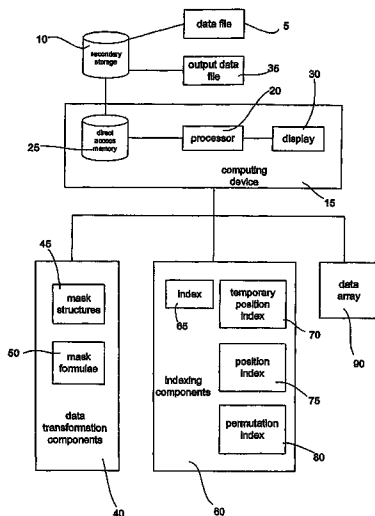 data file
5
10
secondary
storage
output data
file
35
20
30
direct
access
memory
25
processor
display
computing
device
15
45
mask
structures
50
mask
formulae
data
transformation
components
40
index
65
temporary
position
index
70
Indexing
components
position
index
75
permutation
index
80
60
data
array
90